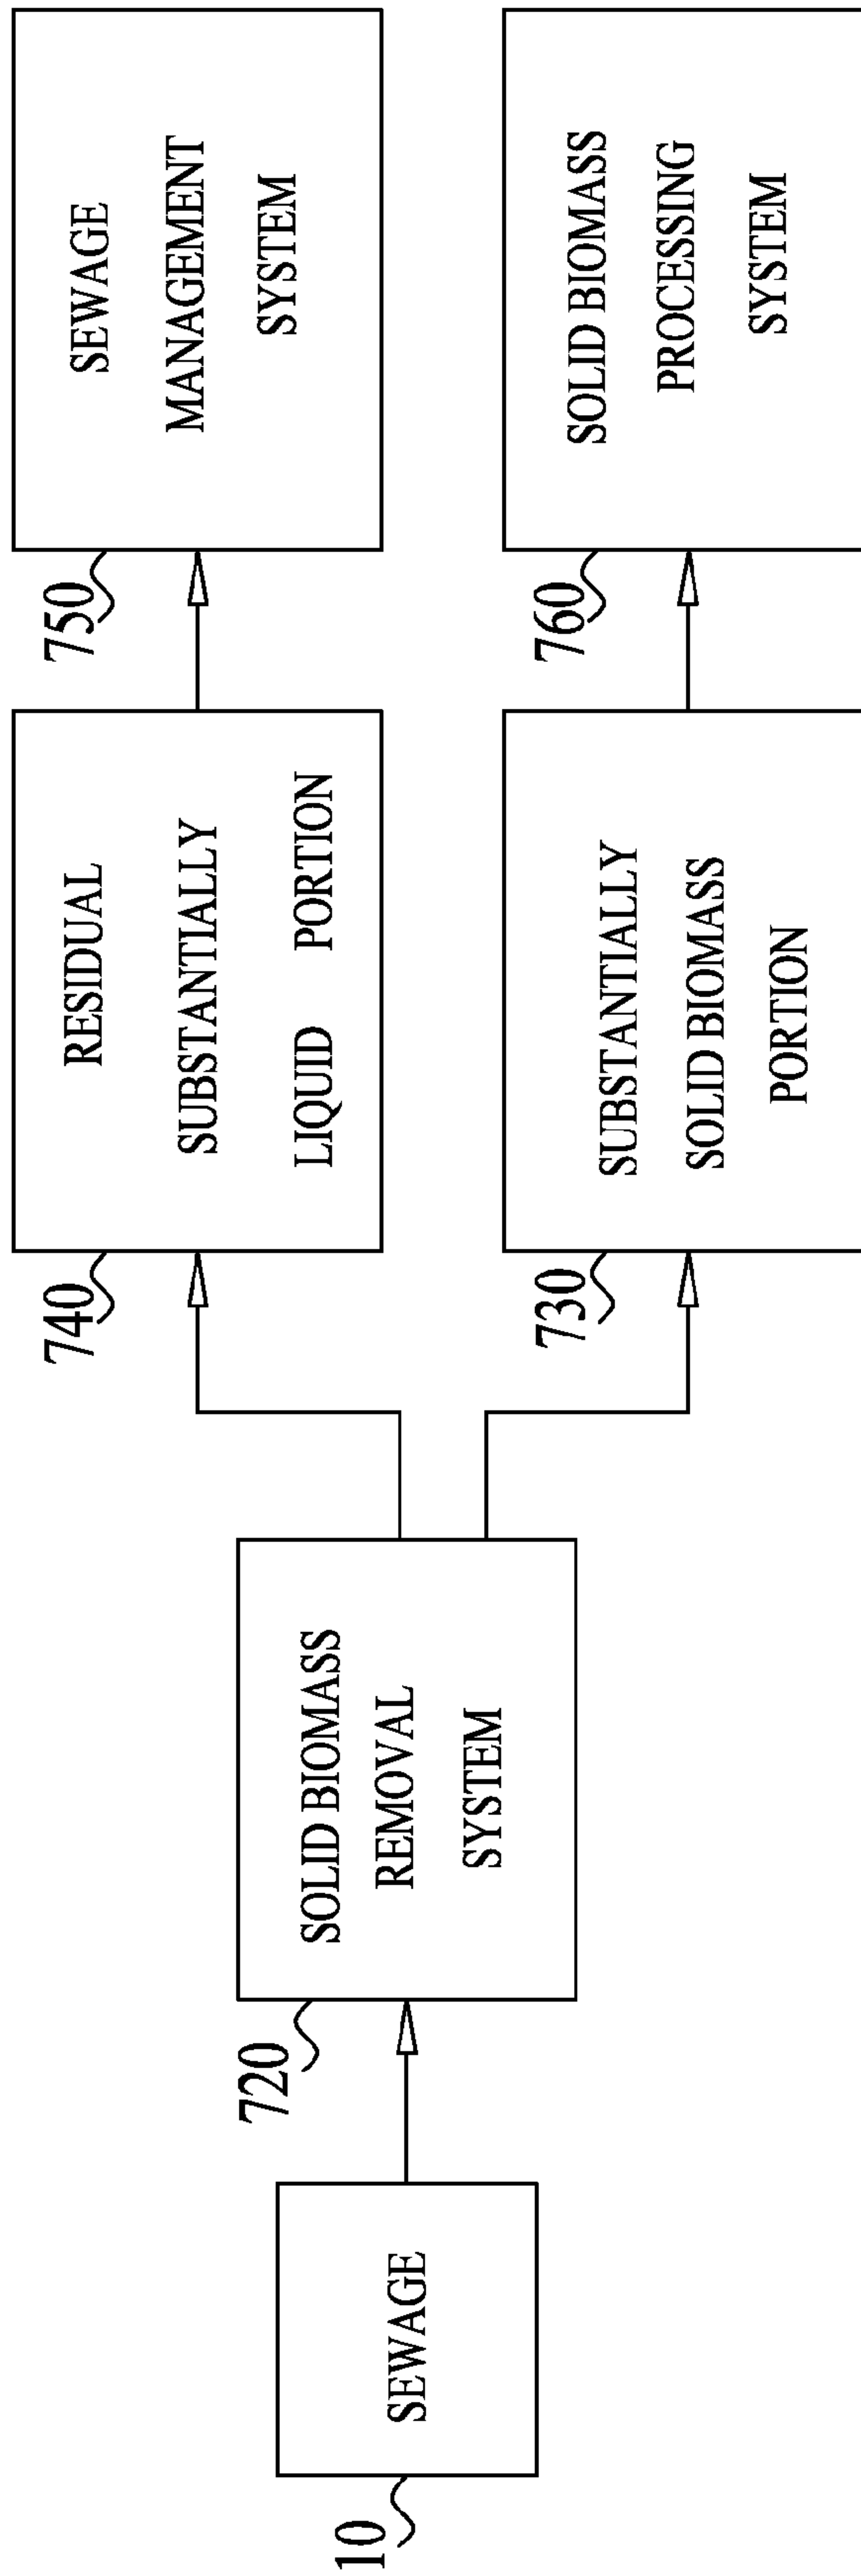 10
SEWAGE
720
SOLID BIOMASS
REMOVAL
SYSTEM
740
RESIDUAL
SUBSTANTIALLY
LIQUID PORTION
750
SEWAGE
MANAGEMENT
SYSTEM
730
SUBSTANTIALLY
SOLID BIOMASS
PORTION
760
SOLID BIOMASS
PROCESSING
SYSTEM